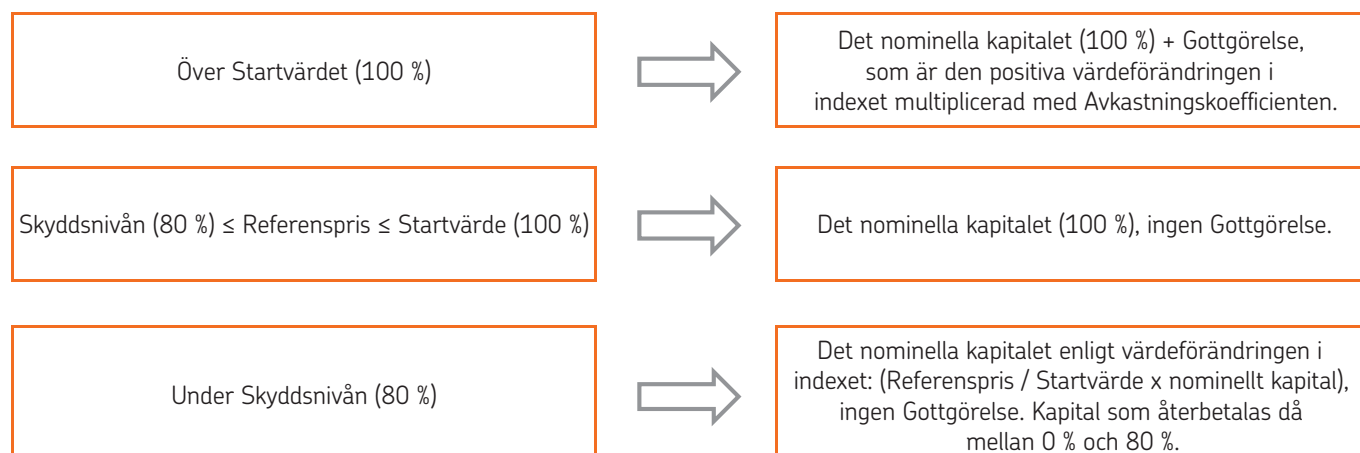 Över Startvärdet (100 %)
Det nominella kapitalet (100 %) + Gottgörelse,
som är den positiva värdeförändringen i
indexet multiplicerad med Avkastningskoefficienten.
Skyddsnivån (80 %) ≤ Referenspris ≤ Startvärde (100 %)
Det nominella kapitalet (100 %), ingen Gottgörelse.
Under Skyddsnivån (80 %)
Det nominella kapitalet enligt värdeförändringen i
indexet: (Referenspris / Startvärde x nominellt kapital),
ingen Gottgörelse. Kapital som återbetalas då
mellan 0 % och 80 %.